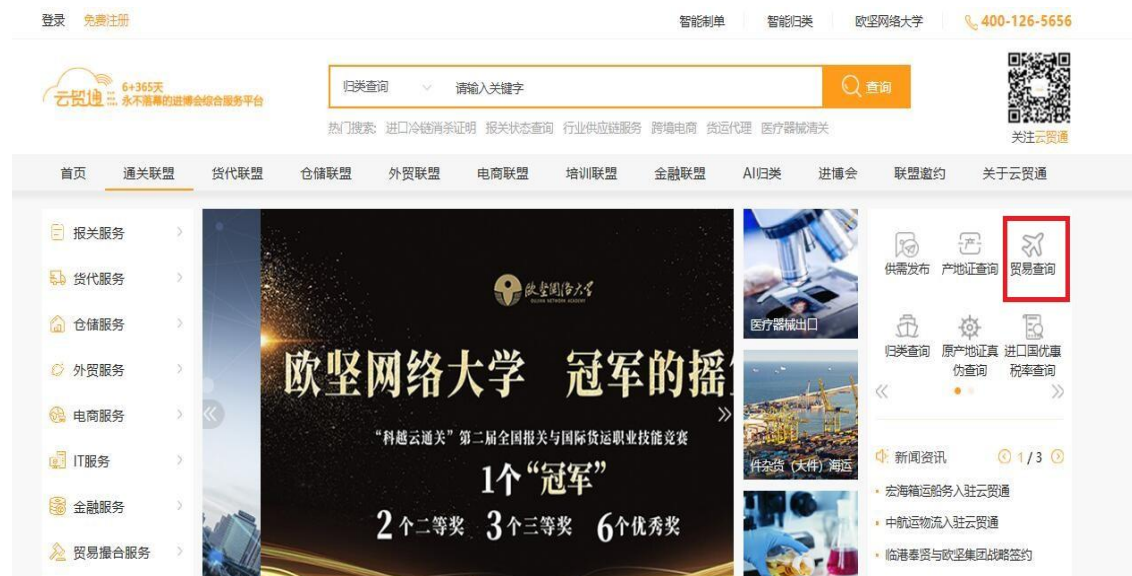 登录 免费注册
智能制单 智能归类 欧坚网络大学 400-126-5656
云贸通 6+365天
永不落幕的进博会综合服务平台
归类查询 请输入关键字 查询
热门搜索: 进口冷链消杀证明 报关状态查询 行业供应链服务 跨境电商 货运代理 医疗器械清关
关注云贸通
首页 通关联盟 货代联盟 仓储联盟 外贸联盟 电商联盟 培训联盟 金融联盟 AI归类 进博会 联盟邀约 关于云贸通
报关服务
货代服务
仓储服务
外贸服务
电商服务
IT服务
金融服务
贸易撮合服务
欧坚网络大学
欧坚网络大学 冠军的摇
“科越云通关”第二届全国报关与国际货运职业技能竞赛
1个“冠军”
2个二等奖 3个三等奖 6个优秀奖
医疗器械出口
件杂货（大件）海运
供需发布 产地证查询 贸易查询
归类查询 原产地证真伪查询 进口国优惠税率查询
新闻资讯 1 / 3
宏海箱运船务入驻云贸通
中航运物流入驻云贸通
临港奉贤与欧坚集团战略签约